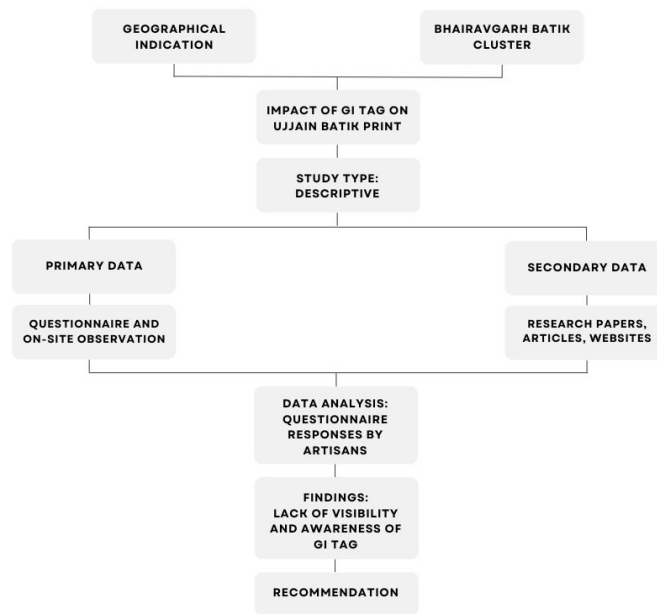 GEOGRAPHICAL
INDICATION
BHAIRAVGARH BATIK
CLUSTER
IMPACT OF GI TAG ON
UJJAIN BATIK PRINT
STUDY TYPE:
DESCRIPTIVE
PRIMARY DATA
SECONDARY DATA
QUESTIONNAIRE AND
ON-SITE OBSERVATION
RESEARCH PAPERS,
ARTICLES, WEBSITES
DATA ANALYSIS:
QUESTIONNAIRE
RESPONSES BY
ARTISANS
FINDINGS:
LACK OF VISIBILITY
AND AWARENESS OF
GI TAG
RECOMMENDATION